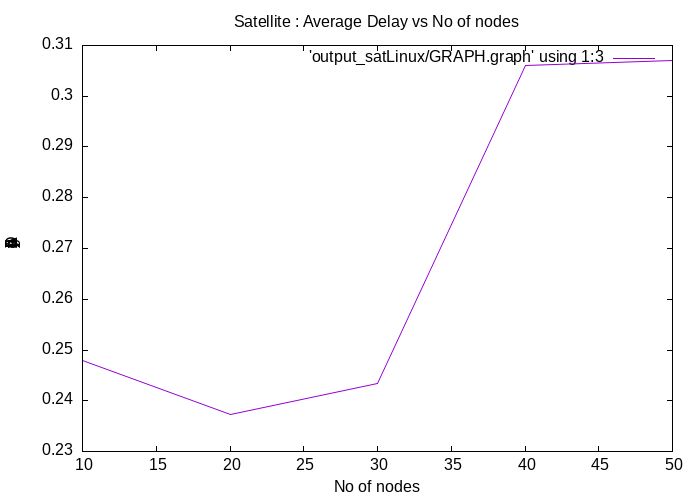 Satellite : Average Delay vs No of nodes
0.31
'output_satLinux/GRAPH.graph' using 1:3
0.3
0.29
0.28
0.27
0.26
0.25
0.24
0.23
10 15 20 25 30 35 40 45 50
No of nodes